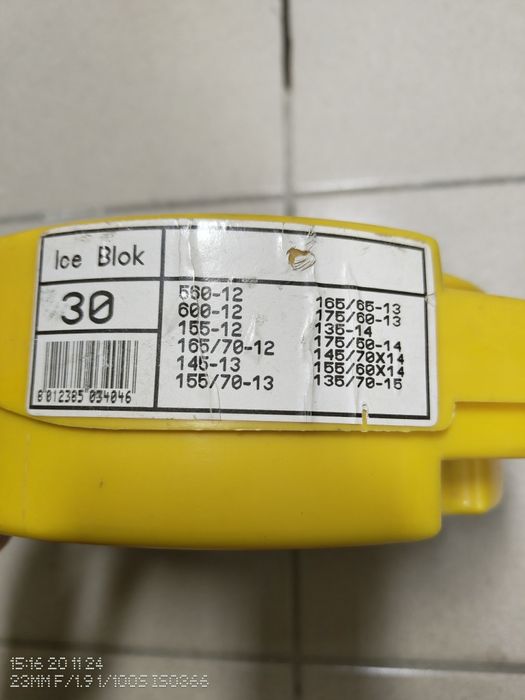 Ice Blok
30
8 012385 034046
560-12
600-12
155-12
165/70-12
145-13
155/70-13
165/65-13
175/60-13
135-14
175/50-14
145/70X14
155/60X14
135/70-15
15:16 20 11 24
23MM F/1.9 1/100S ISO366